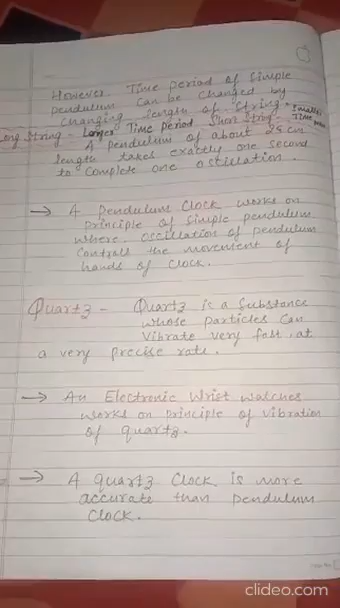 However Time period of Simple
pendulum can be changed by
changing length of String.
Long String - Longer Time period Short String - Smaller Time period
A pendulum of about 25 cm
length takes exactly one second
to complete one oscillation.
→ A Pendulum Clock works on
principle of Simple pendulum
where oscillation of pendulum
Controls the movement of
hands of Clock.
Quartz - Quartz is a Substance
whose particles Can
Vibrate very fast, at
a very precise rate.
→ An Electronic Wrist watches
works on principle of vibration
of quartz.
→ A quartz Clock is more
accurate than pendulum
Clock.
clideo.com